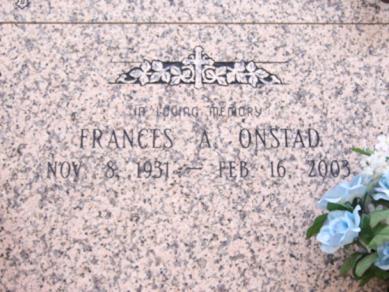 IN LOVING MEMORY
FRANCES A. ONSTAD
NOV 8, 1931 — FEB 16, 2003